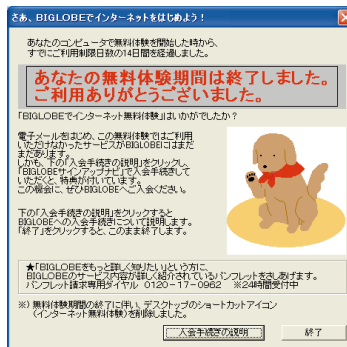 さあ、BIGLOBEでインターネットをはじめよう！
あなたのコンピュータで無料体験を開始した時から、
すでにご利用制限日数の14日間を経過しました。
あなたの無料体験期間は終了しました。
ご利用ありがとうございました。
「BIGLOBEでインターネット無料体験」はいかがでしたか？
電子メールをはじめ、この無料体験ではご利用
いただけなかったサービスがBIGLOBEにはまだ
まだあります。
しかも、下の「入会手続きの説明」をクリックし、
「BIGLOBEサインアップナビ」で入会手続きして
いただくと、特典が付いています。
この機会に、ぜひBIGLOBEへご入会ください。
下の「入会手続きの説明」をクリックすると
BIGLOBEへの入会手続きについて説明します。
「終了」をクリックすると、このまま終了します。
★「BIGLOBEをもっと詳しく知りたい」という方に、
BIGLOBEのサービス内容が詳しく紹介されているパンフレットをさしあげます。
パンフレット請求専用ダイヤル 0120-17-0962 ※24時間受付中
※）無料体験期間の終了に伴い、デスクトップのショートカットアイコン
（インターネット無料体験）を削除しました。
入会手続きの説明
終了